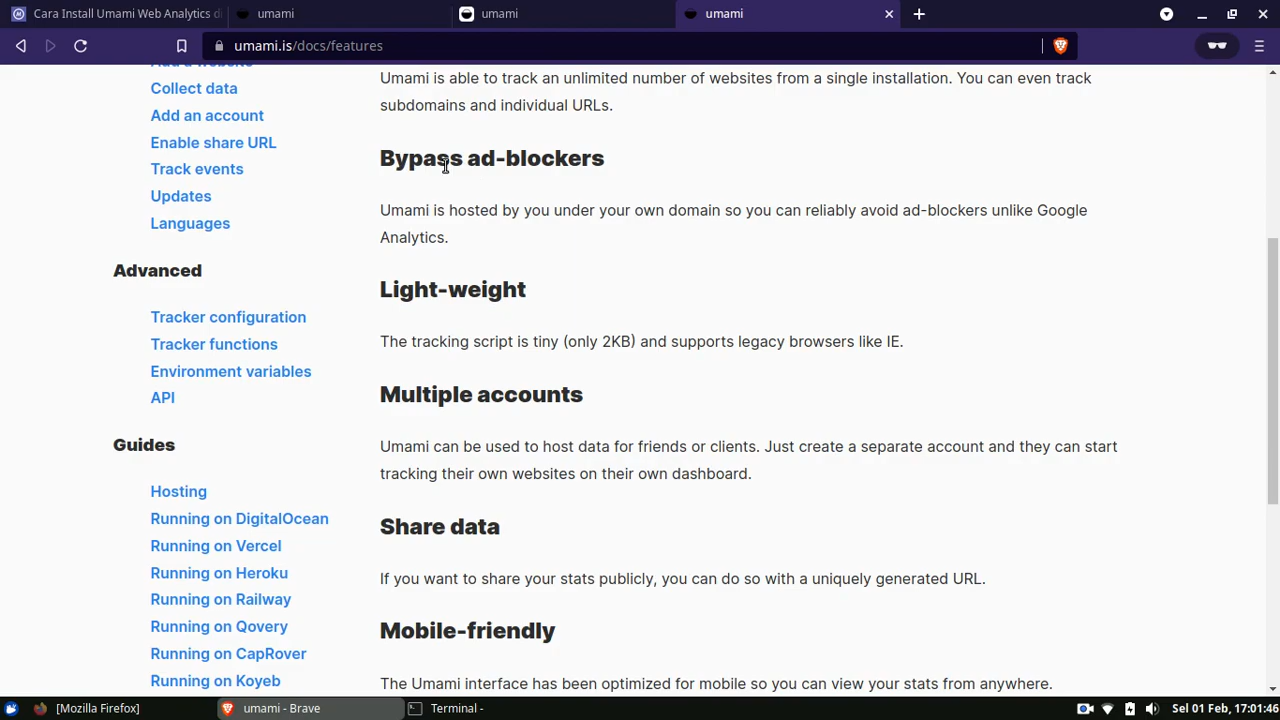 Cara Install Umami Web Analytics di
umami
umami
umami
umami.is/docs/features
Collect data
Add an account
Enable share URL
Track events
Updates
Languages
Advanced
Tracker configuration
Tracker functions
Environment variables
API
Guides
Hosting
Running on DigitalOcean
Running on Vercel
Running on Heroku
Running on Railway
Running on Qovery
Running on CapRover
Running on Koyeb
Umami is able to track an unlimited number of websites from a single installation. You can even track
subdomains and individual URLs.
Bypass ad-blockers
Umami is hosted by you under your own domain so you can reliably avoid ad-blockers unlike Google
Analytics.
Light-weight
The tracking script is tiny (only 2KB) and supports legacy browsers like IE.
Multiple accounts
Umami can be used to host data for friends or clients. Just create a separate account and they can start
tracking their own websites on their own dashboard.
Share data
If you want to share your stats publicly, you can do so with a uniquely generated URL.
Mobile-friendly
The Umami interface has been optimized for mobile so you can view your stats from anywhere.
[Mozilla Firefox]
umami - Brave
Terminal -
Sel 01 Feb, 17:01:46